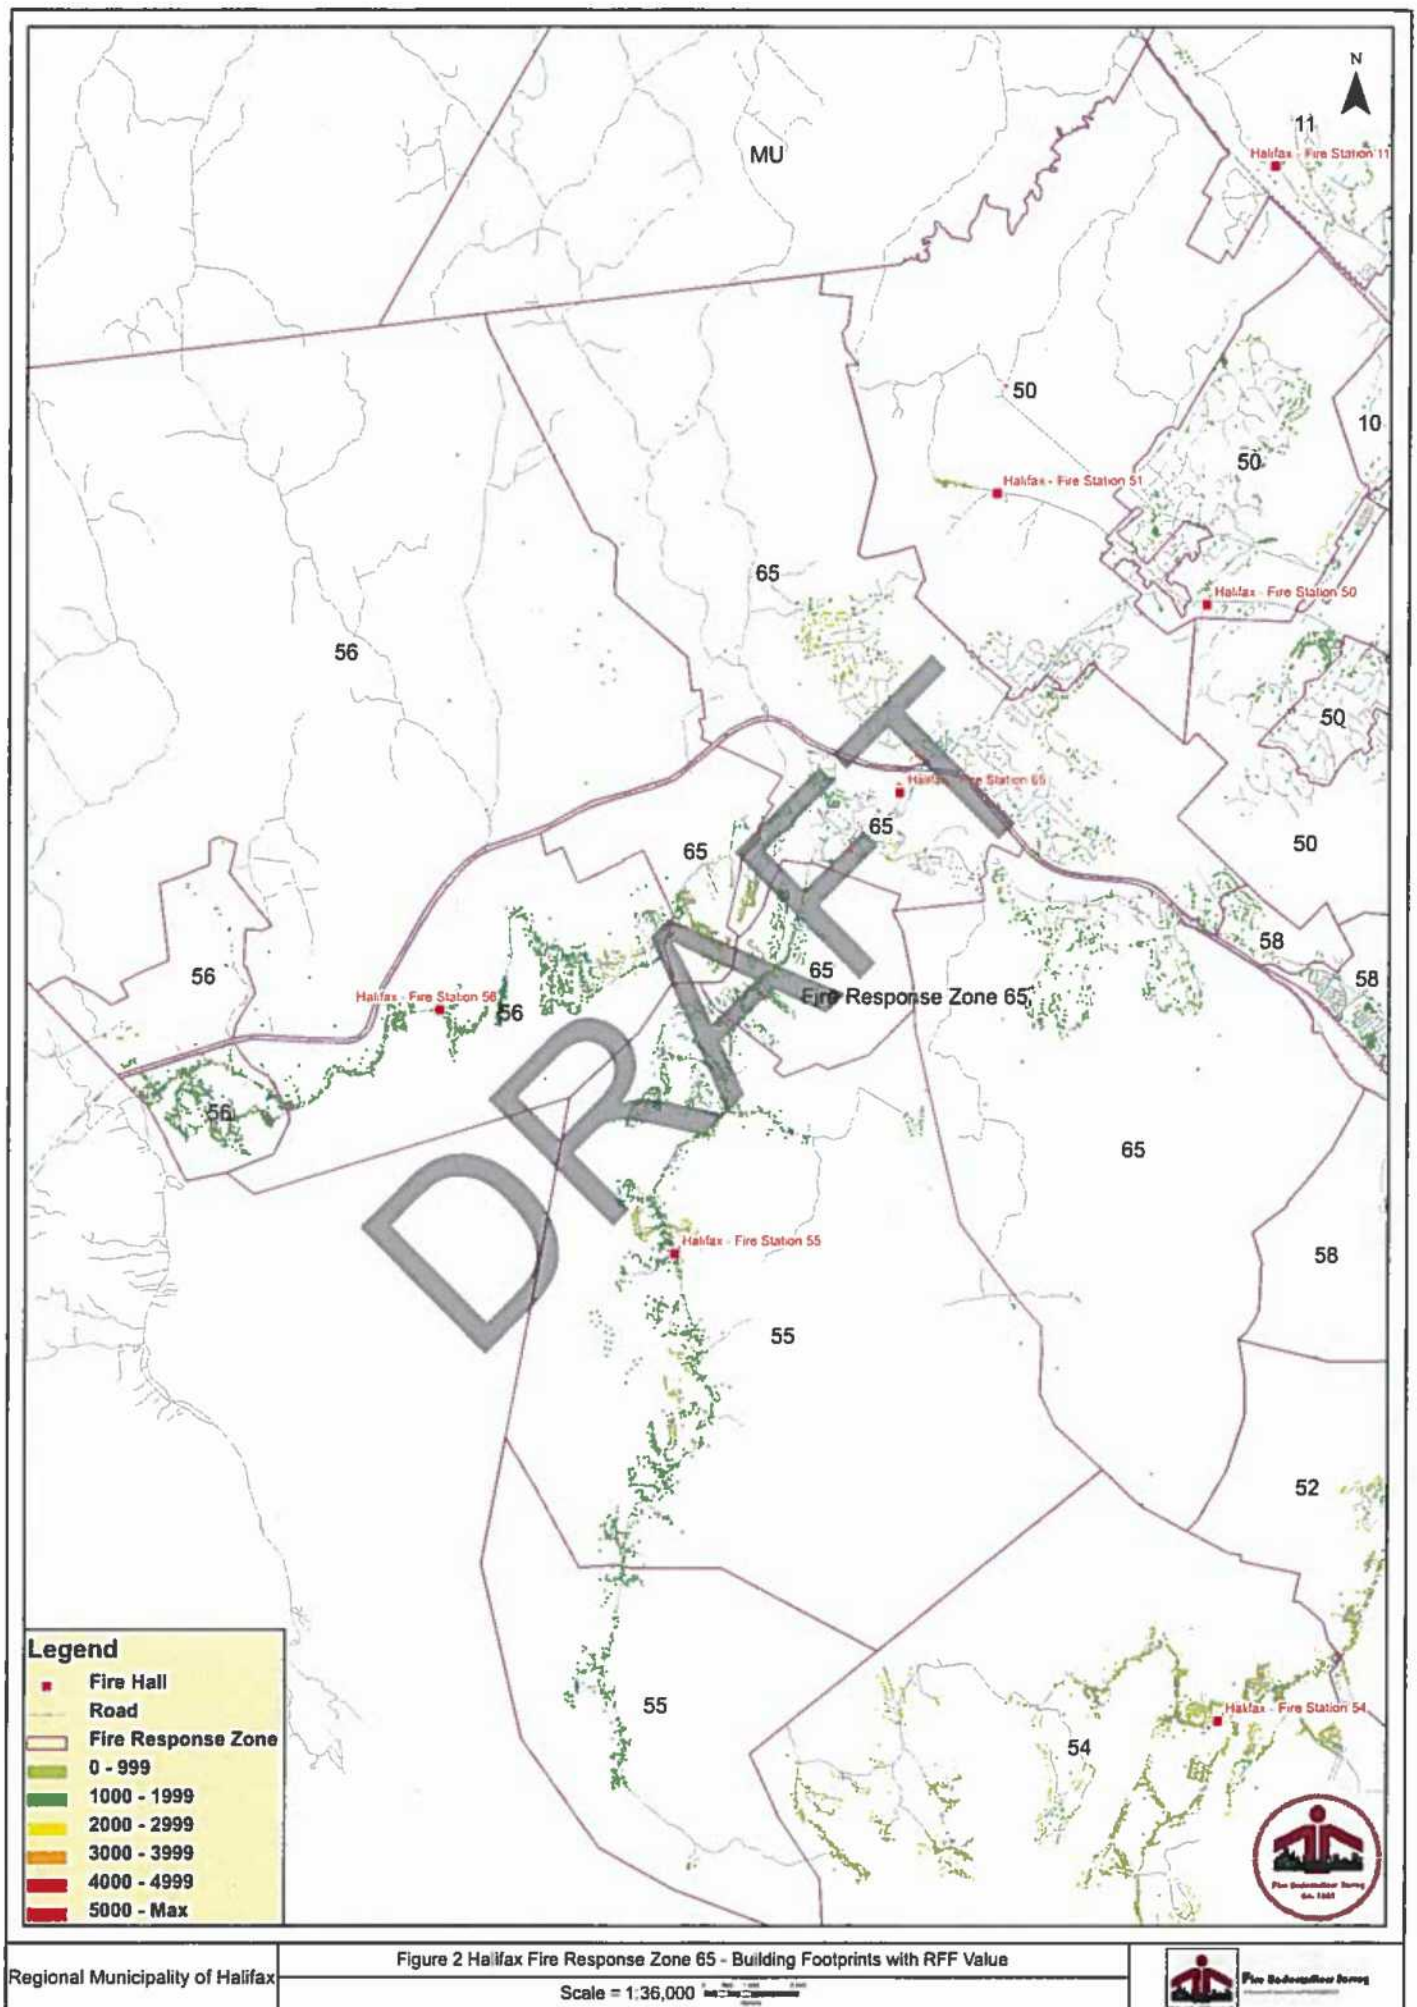 N
11
Halifax - Fire Station 11
MU
50
10
50
Halifax - Fire Station 51
65
Halifax - Fire Station 50
56
50
Halifax - Fire Station 65
65
50
65
58
56
65
58
Fire Response Zone 65
Halifax - Fire Station 56
56
56
65
DRAFT
Halifax - Fire Station 55
58
55
52
55
Halifax - Fire Station 54
54
Legend
Fire Hall
Road
Fire Response Zone
0 - 999
1000 - 1999
2000 - 2999
3000 - 3999
4000 - 4999
5000 - Max
Regional Municipality of Halifax
Figure 2 Halifax Fire Response Zone 65 - Building Footprints with RFF Value
Scale = 1:36,000